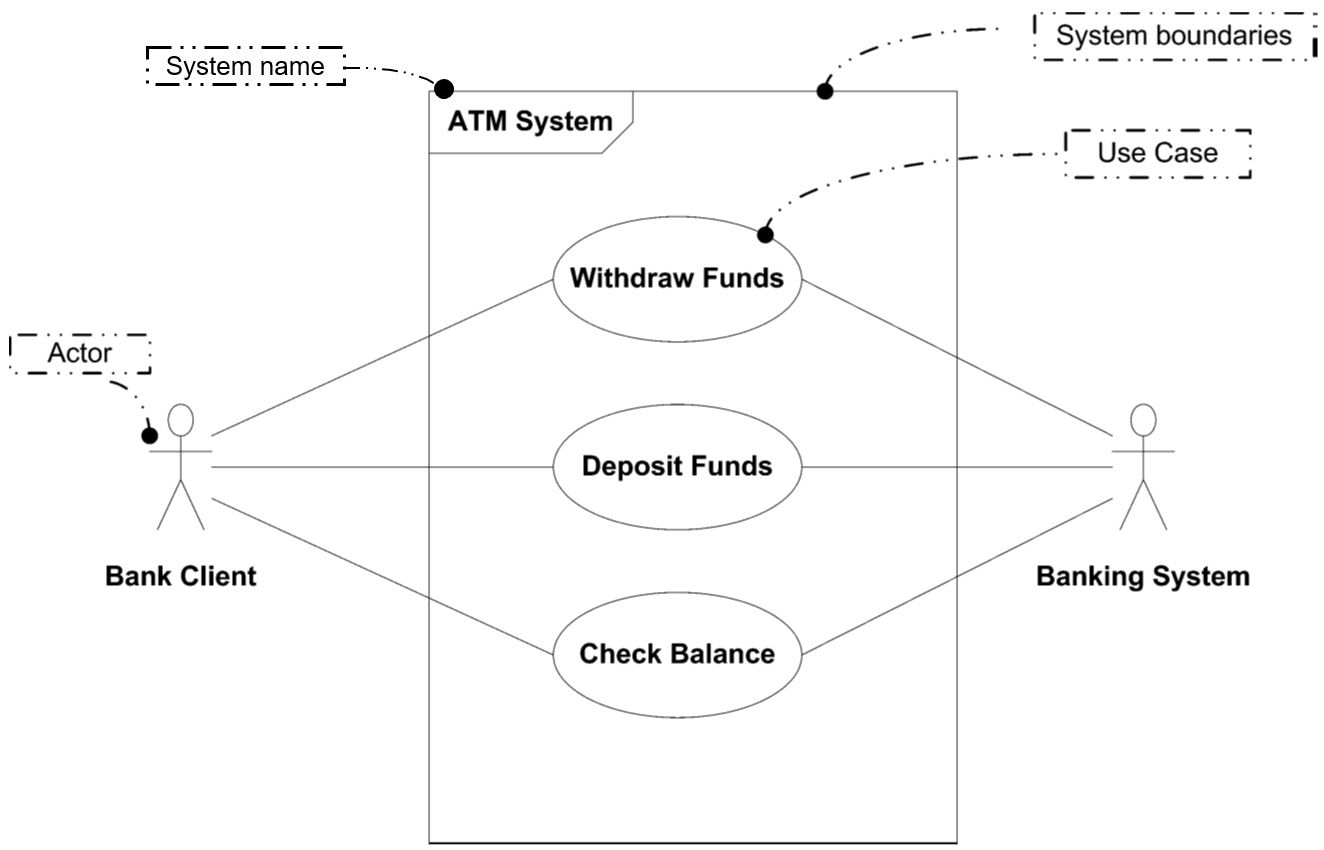 System boundaries
System name
ATM System
Use Case
Withdraw Funds
Actor
Deposit Funds
Bank Client
Banking System
Check Balance